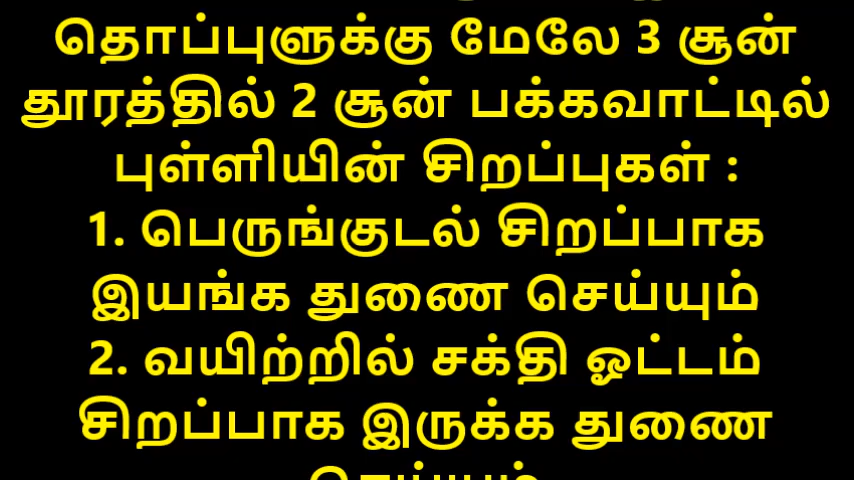 தொப்புளுக்கு மேலே 3 சூன்
தூரத்தில் 2 சூன் பக்கவாட்டில்
புள்ளியின் சிறப்புகள் :
1. பெருங்குடல் சிறப்பாக
இயங்க துணை செய்யும்
2. வயிற்றில் சக்தி ஓட்டம்
சிறப்பாக இருக்க துணை
செய்யும்